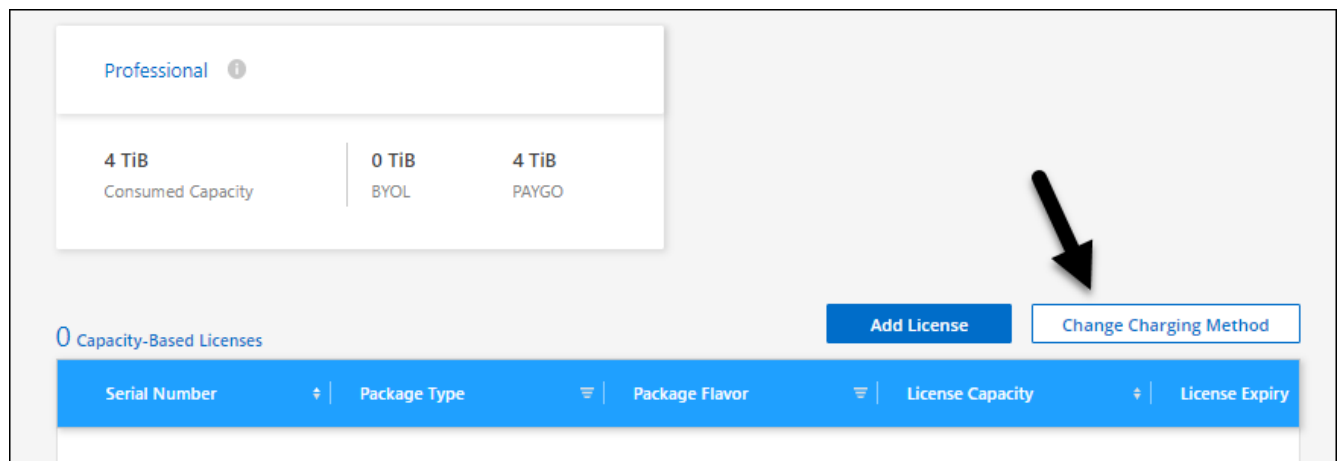 Professional
4 TiB 0 TiB 4 TiB
Consumed Capacity BYOL PAYGO
Add License Change Charging Method
0 Capacity-Based Licenses
Serial Number Package Type Package Flavor License Capacity License Expiry